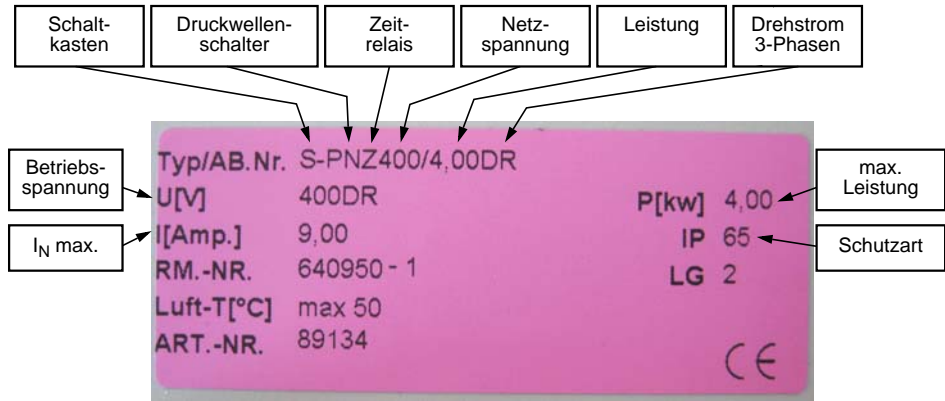 Schalt-
kasten
Druckwellen-
schalter
Zeit-
relais
Netz-
spannung
Leistung
Drehstrom
3-Phasen
Betriebs-
spannung
I_N max.
max.
Leistung
Schutzart
Typ/AB.Nr. S-PNZ400/4,00DR
U[V] 400DR P[kw] 4,00
I[Amp.] 9,00 IP 65
RM.-NR. 640950 - 1 LG 2
Luft-T[°C] max 50
ART.-NR. 89134
CE